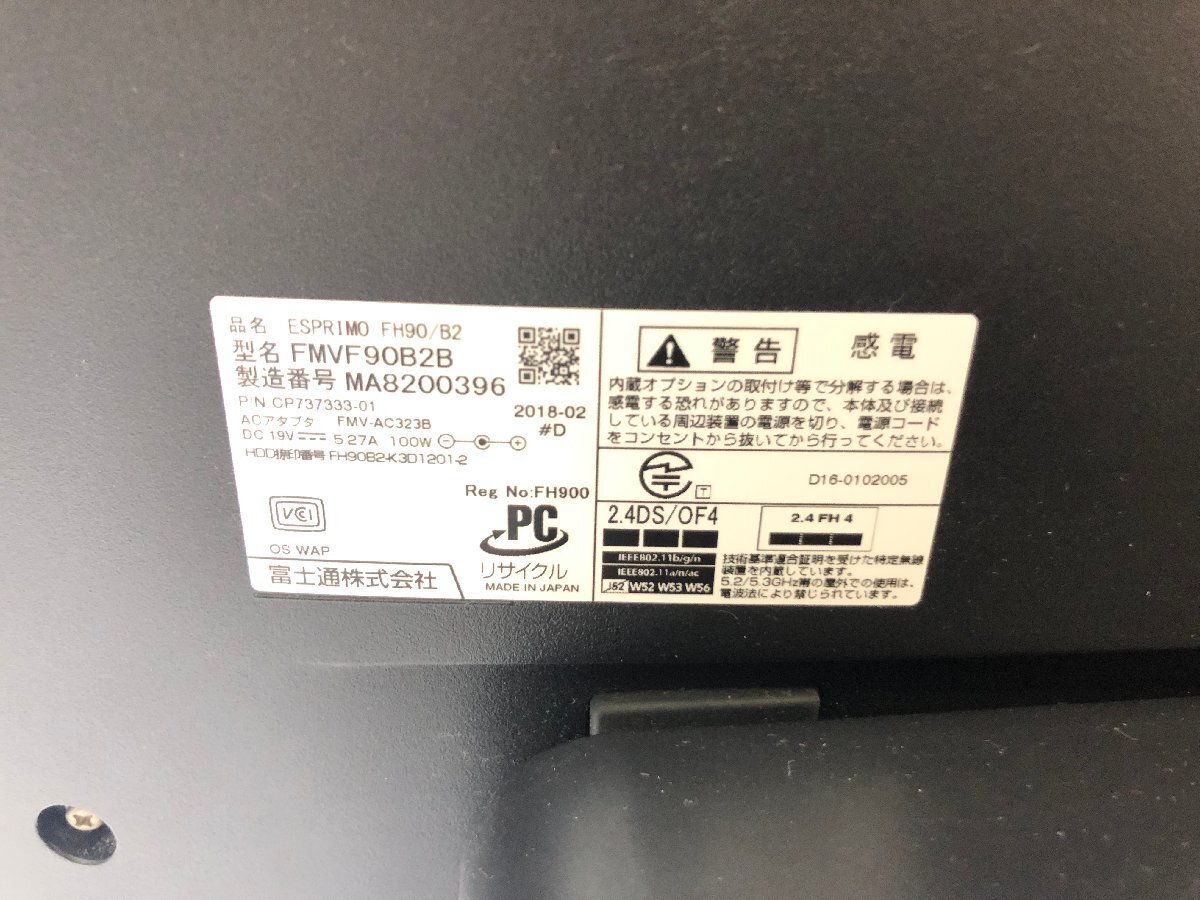 品名 ESPRIMO FH90/B2
型名 FMVF90B2B
製造番号 MA8200396
P/N CP737333-01
2018-02
ACアダプタ FMV-AC323B
#D
DC 19V 5.27A 100W
HDD捺印番号 FH90B2-K3D1201-2
Reg No:FH900
VCCI
PC
OS WAP
リサイクル
富士通株式会社
MADE IN JAPAN
警告 感電
内蔵オプションの取付け等で分解する場合は、
感電する恐れがありますので、本体及び接続
している周辺装置の電源を切り、電源コード
をコンセントから抜いてから行ってください。
T
D16-0102005
2.4DS/OF4
2.4 FH 4
IEEE802.11b/g/n
IEEE802.11a/n/ac
J52 W52 W53 W56
技術基準適合証明を受けた特定無線
装置を内蔵しています。
5.2/5.3GHz帯の屋外での使用は、
電波法により禁じられています。